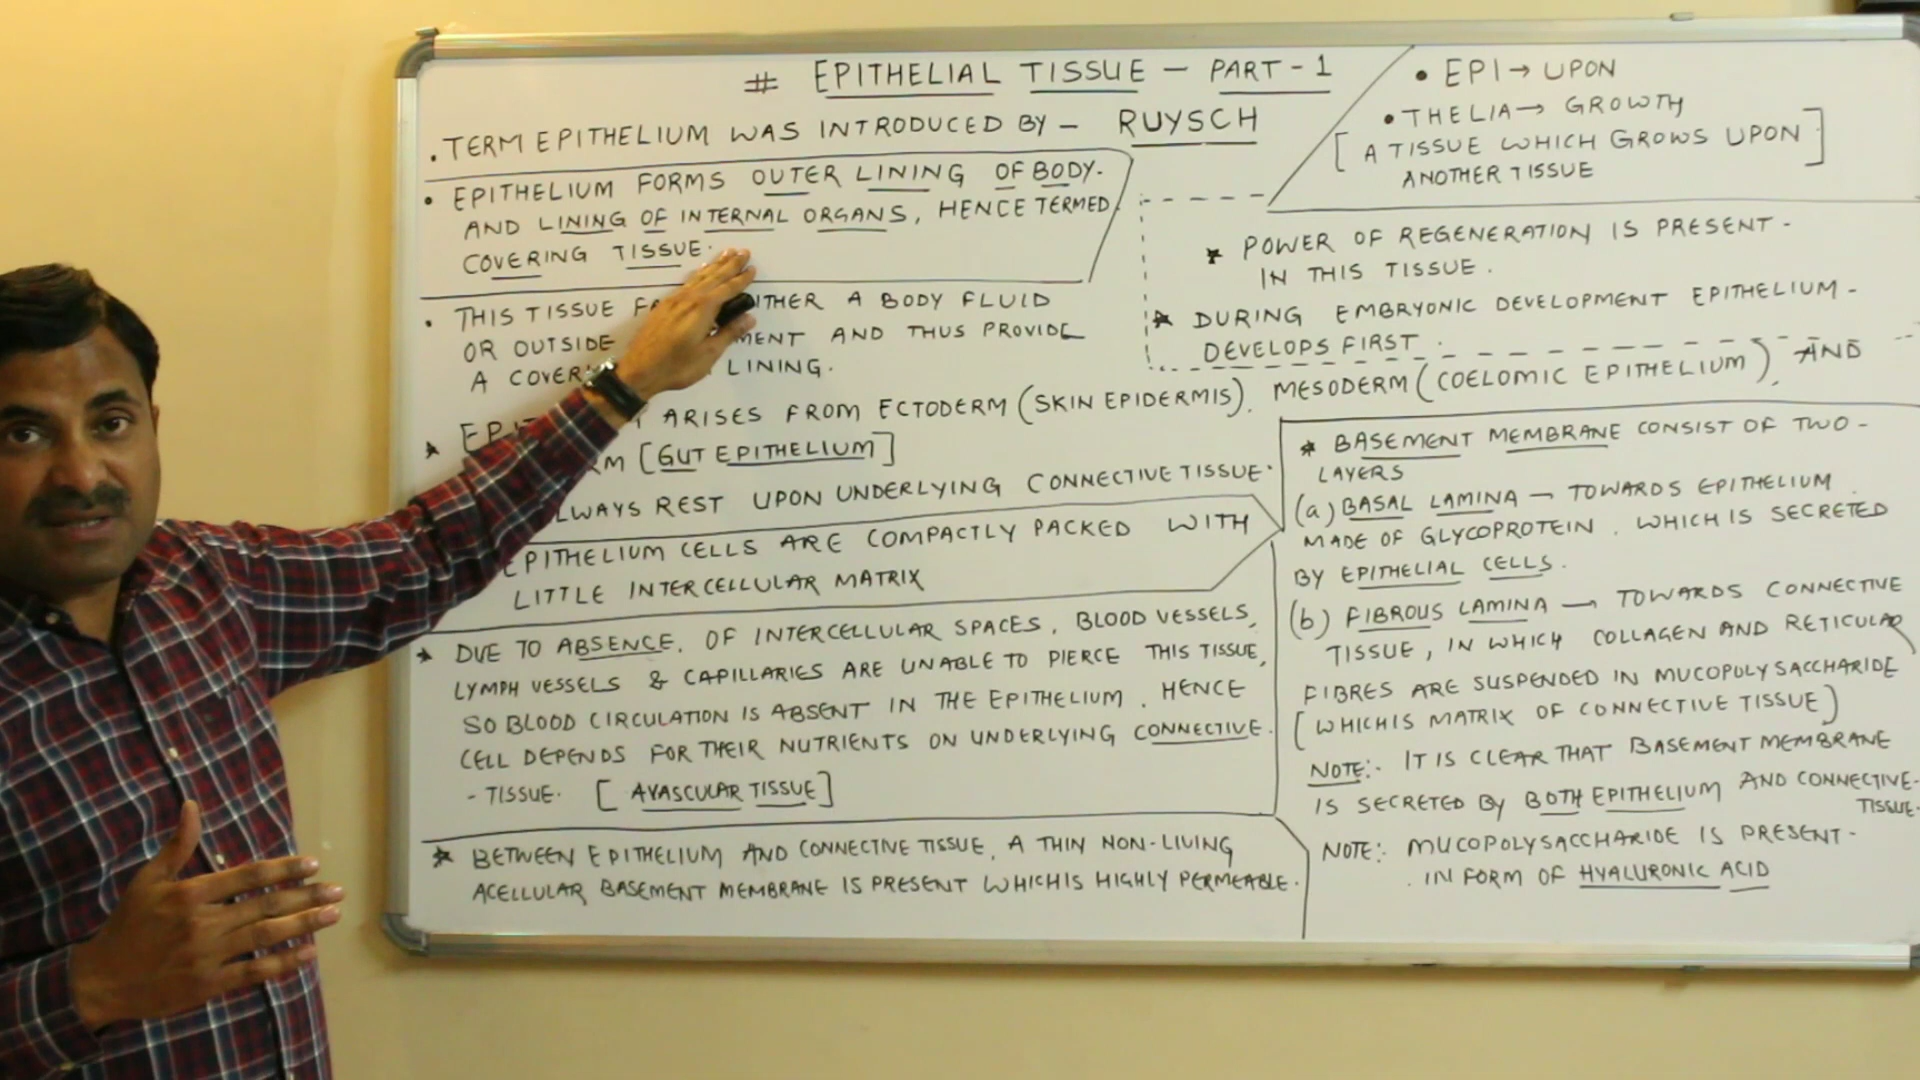 # EPITHELIAL TISSUE - PART - 1
. TERM EPITHELIUM WAS INTRODUCED BY - RUYSCH
• EPITHELIUM FORMS OUTER LINING OF BODY.
AND LINING OF INTERNAL ORGANS, HENCE TERMED
COVERING TISSUE.
• THIS TISSUE ITHER A BODY FLUID
OR OUTSIDE MENT AND THUS PROVIDE
A COVER LINING.
★ EP ARISES FROM ECTODERM (SKIN EPIDERMIS), MESODERM (COELOMIC EPITHELIUM), AND
RM [GUT EPITHELIUM]
LWAYS REST UPON UNDERLYING CONNECTIVE TISSUE.
EPITHELIUM CELLS ARE COMPACTLY PACKED WITH
LITTLE INTERCELLULAR MATRIX
★ DUE TO ABSENCE, OF INTERCELLULAR SPACES, BLOOD VESSELS,
LYMPH VESSELS & CAPILLARIES ARE UNABLE TO PIERCE THIS TISSUE,
SO BLOOD CIRCULATION IS ABSENT IN THE EPITHELIUM. HENCE
CELL DEPENDS FOR THEIR NUTRIENTS ON UNDERLYING CONNECTIVE.
- TISSUE. [AVASCULAR TISSUE]
★ BETWEEN EPITHELIUM AND CONNECTIVE TISSUE, A THIN NON-LIVING
ACELLULAR BASEMENT MEMBRANE IS PRESENT WHICH IS HIGHLY PERMEABLE.
• EPI → UPON
• THELIA → GROWTH
[A TISSUE WHICH GROWS UPON
ANOTHER TISSUE]
★ POWER OF REGENERATION IS PRESENT -
IN THIS TISSUE.
★ DURING EMBRYONIC DEVELOPMENT EPITHELIUM -
DEVELOPS FIRST.
★ BASEMENT MEMBRANE CONSIST OF TWO -
LAYERS
(a) BASAL LAMINA → TOWARDS EPITHELIUM.
MADE OF GLYCOPROTEIN. WHICH IS SECRETED
BY EPITHELIAL CELLS.
(b) FIBROUS LAMINA → TOWARDS CONNECTIVE
TISSUE, IN WHICH COLLAGEN AND RETICULAR
FIBRES ARE SUSPENDED IN MUCOPOLYSACCHARIDE
[WHICH IS MATRIX OF CONNECTIVE TISSUE]
NOTE:- IT IS CLEAR THAT BASEMENT MEMBRANE
IS SECRETED BY BOTH EPITHELIUM AND CONNECTIVE-
TISSUE.
NOTE:- MUCOPOLYSACCHARIDE IS PRESENT -
. IN FORM OF HYALURONIC ACID